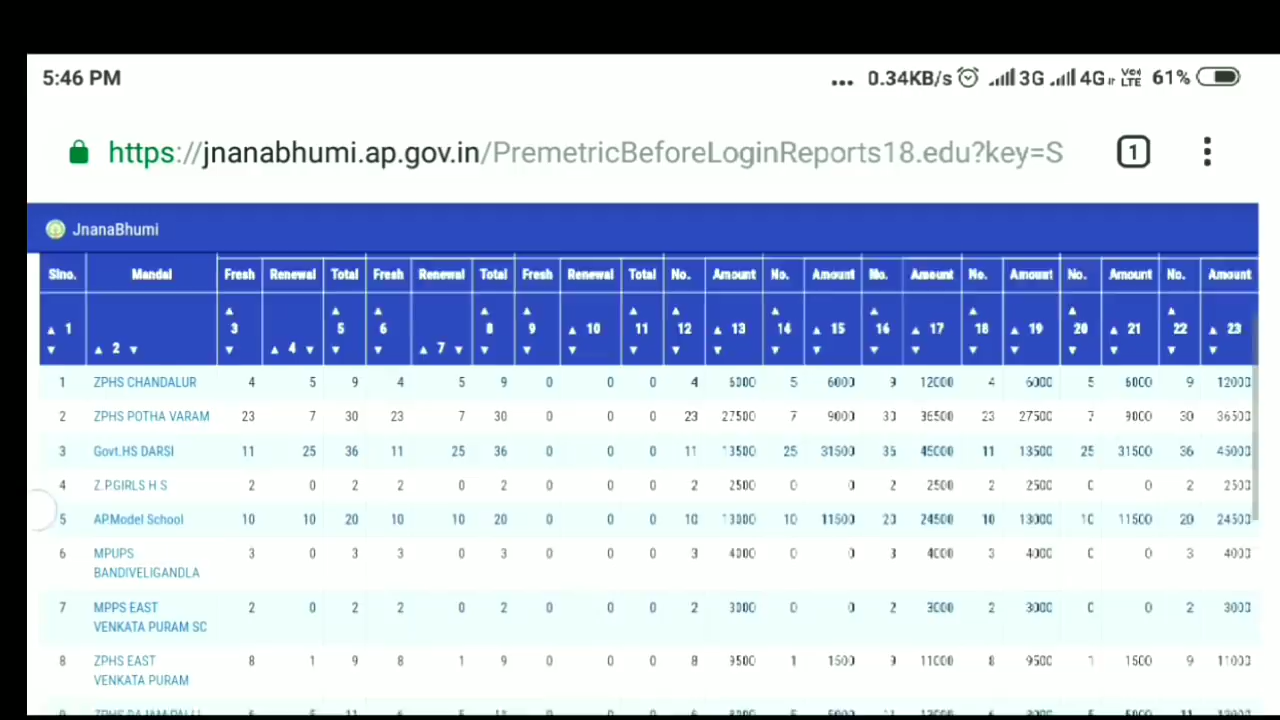 5:46 PM ... 0.34KB/s 3G 4G VoLTE 61%
https://jnanabhumi.ap.gov.in/PremetricBeforeLoginReports18.edu?key=S 1
JnanaBhumi
Slno. Mandal Fresh Renewal Total Fresh Renewal Total Fresh Renewal Total No. Amount No. Amount No. Amount No. Amount No. Amount No. Amount
▲ 1 ▼ ▲ 2 ▼ ▲ 3 ▼ ▲ 4 ▼ ▲ 5 ▼ ▲ 6 ▼ ▲ 7 ▼ ▲ 8 ▼ ▲ 9 ▼ ▲ 10 ▼ ▲ 11 ▼ ▲ 12 ▼ ▲ 13 ▼ ▲ 14 ▼ ▲ 15 ▼ ▲ 16 ▼ ▲ 17 ▼ ▲ 18 ▼ ▲ 19 ▼ ▲ 20 ▼ ▲ 21 ▼ ▲ 22 ▼ ▲ 23 ▼
1 ZPHS CHANDALUR 4 5 9 4 5 9 0 0 0 4 6000 5 6000 9 12000 4 6000 5 6000 9 12000
2 ZPHS POTHA VARAM 23 7 30 23 7 30 0 0 0 23 27500 7 9000 30 36500 23 27500 7 9000 30 36500
3 Govt.HS DARSI 11 25 36 11 25 36 0 0 0 11 13500 25 31500 36 45000 11 13500 25 31500 36 45000
4 Z.P.GIRLS H S 2 0 2 2 0 2 0 0 0 2 2500 0 0 2 2500 2 2500 0 0 2 2500
5 AP.Model School 10 10 20 10 10 20 0 0 0 10 13000 10 11500 20 24500 10 13000 10 11500 20 24500
6 MPUPS 3 0 3 3 0 3 0 0 0 3 4000 0 0 3 4000 3 4000 0 0 3 4000
BANDIVELIGANDLA
7 MPPS EAST 2 0 2 2 0 2 0 0 0 2 3000 0 0 2 3000 2 3000 0 0 2 3000
VENKATA PURAM SC
8 ZPHS EAST 8 1 9 8 1 9 0 0 0 8 9500 1 1500 9 11000 8 9500 1 1500 9 11000
VENKATA PURAM